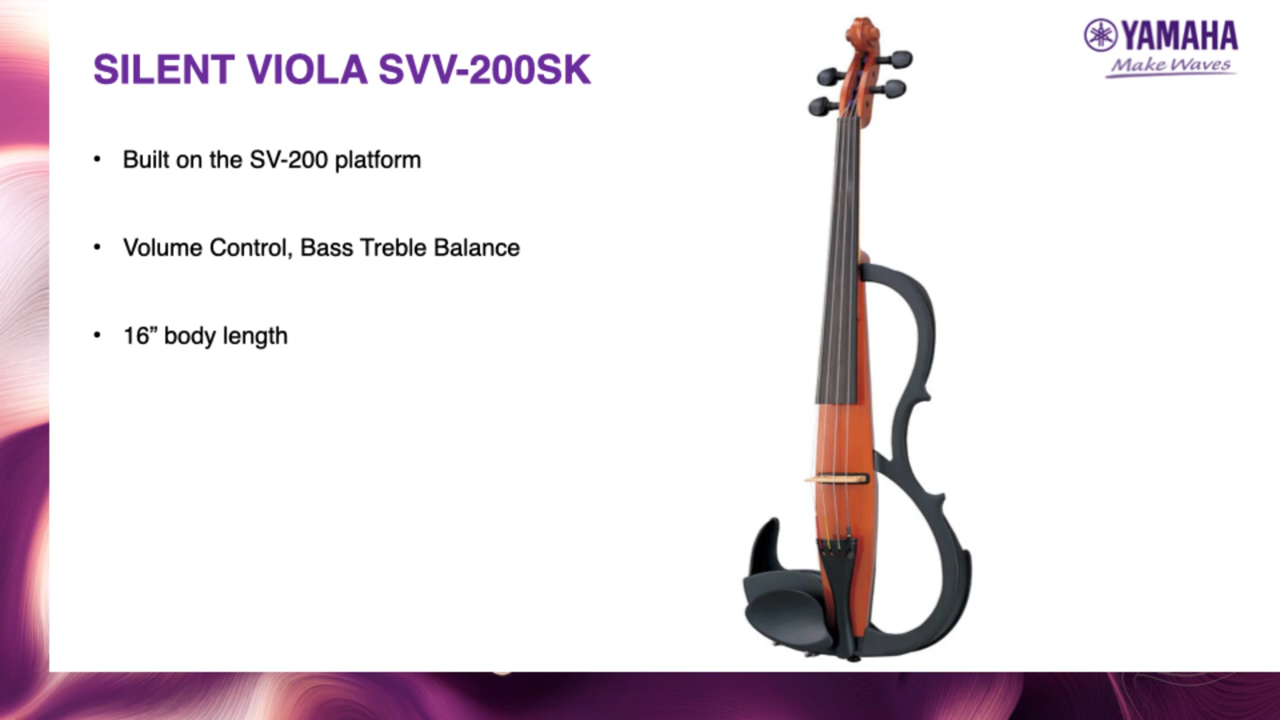 SILENT VIOLA SVV-200SK
YAMAHA
Make Waves
• Built on the SV-200 platform
• Volume Control, Bass Treble Balance
• 16” body length